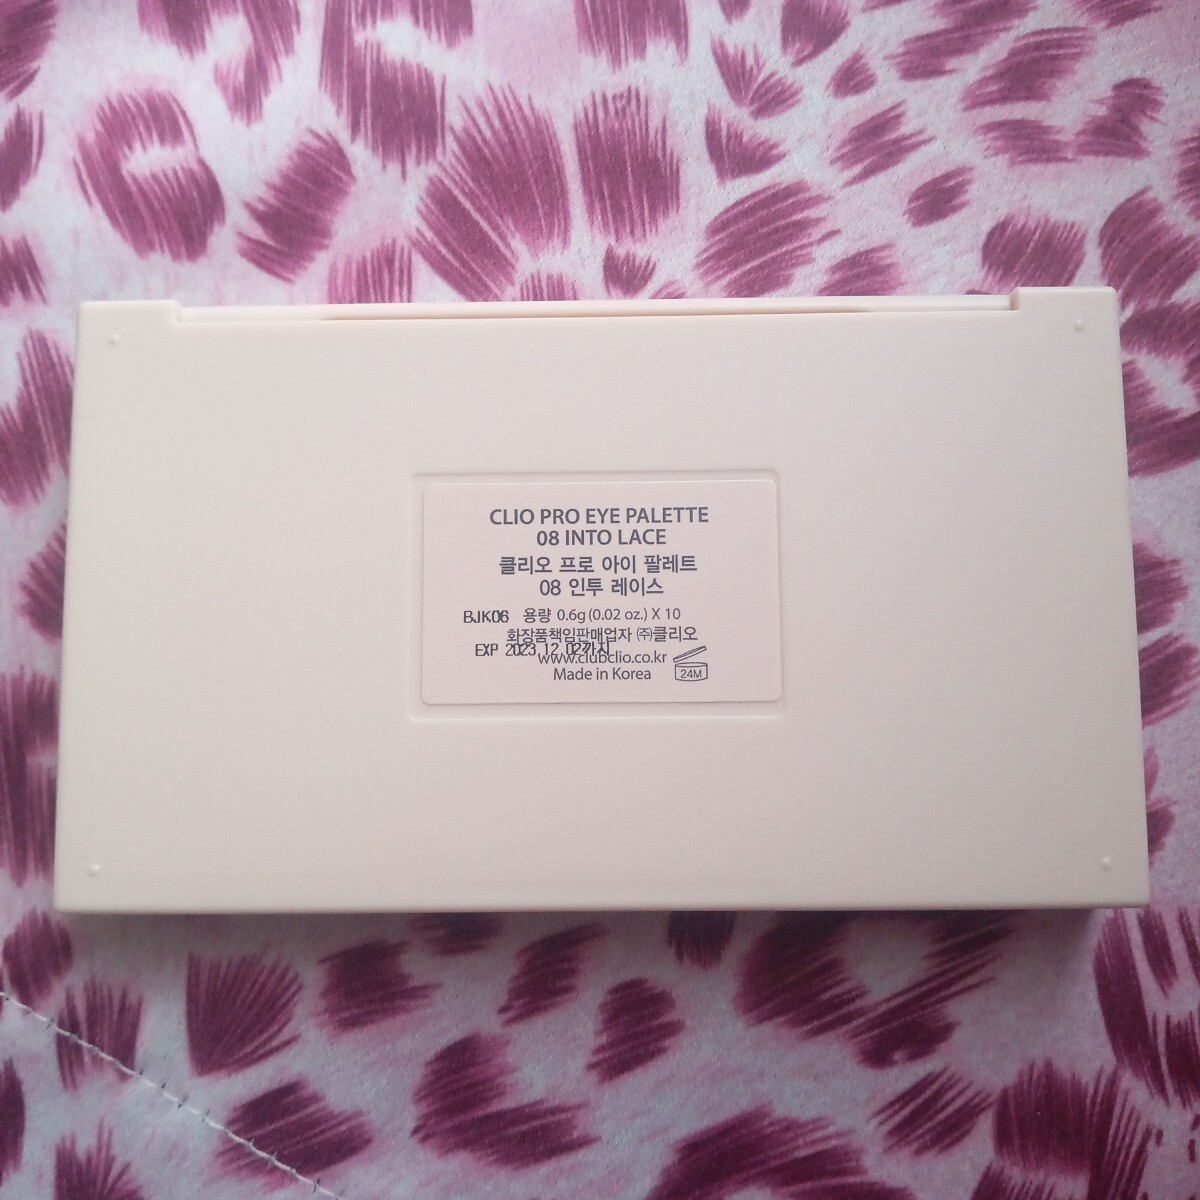 CLIO PRO EYE PALETTE
08 INTO LACE
클리오 프로 아이 팔레트
08 인투 레이스
BJK06 용량 0.6g (0.02 oz.) X 10
화장품책임판매업자 ㈜클리오
EXP 2023.12.02까지
www.clubclio.co.kr
Made in Korea 24M